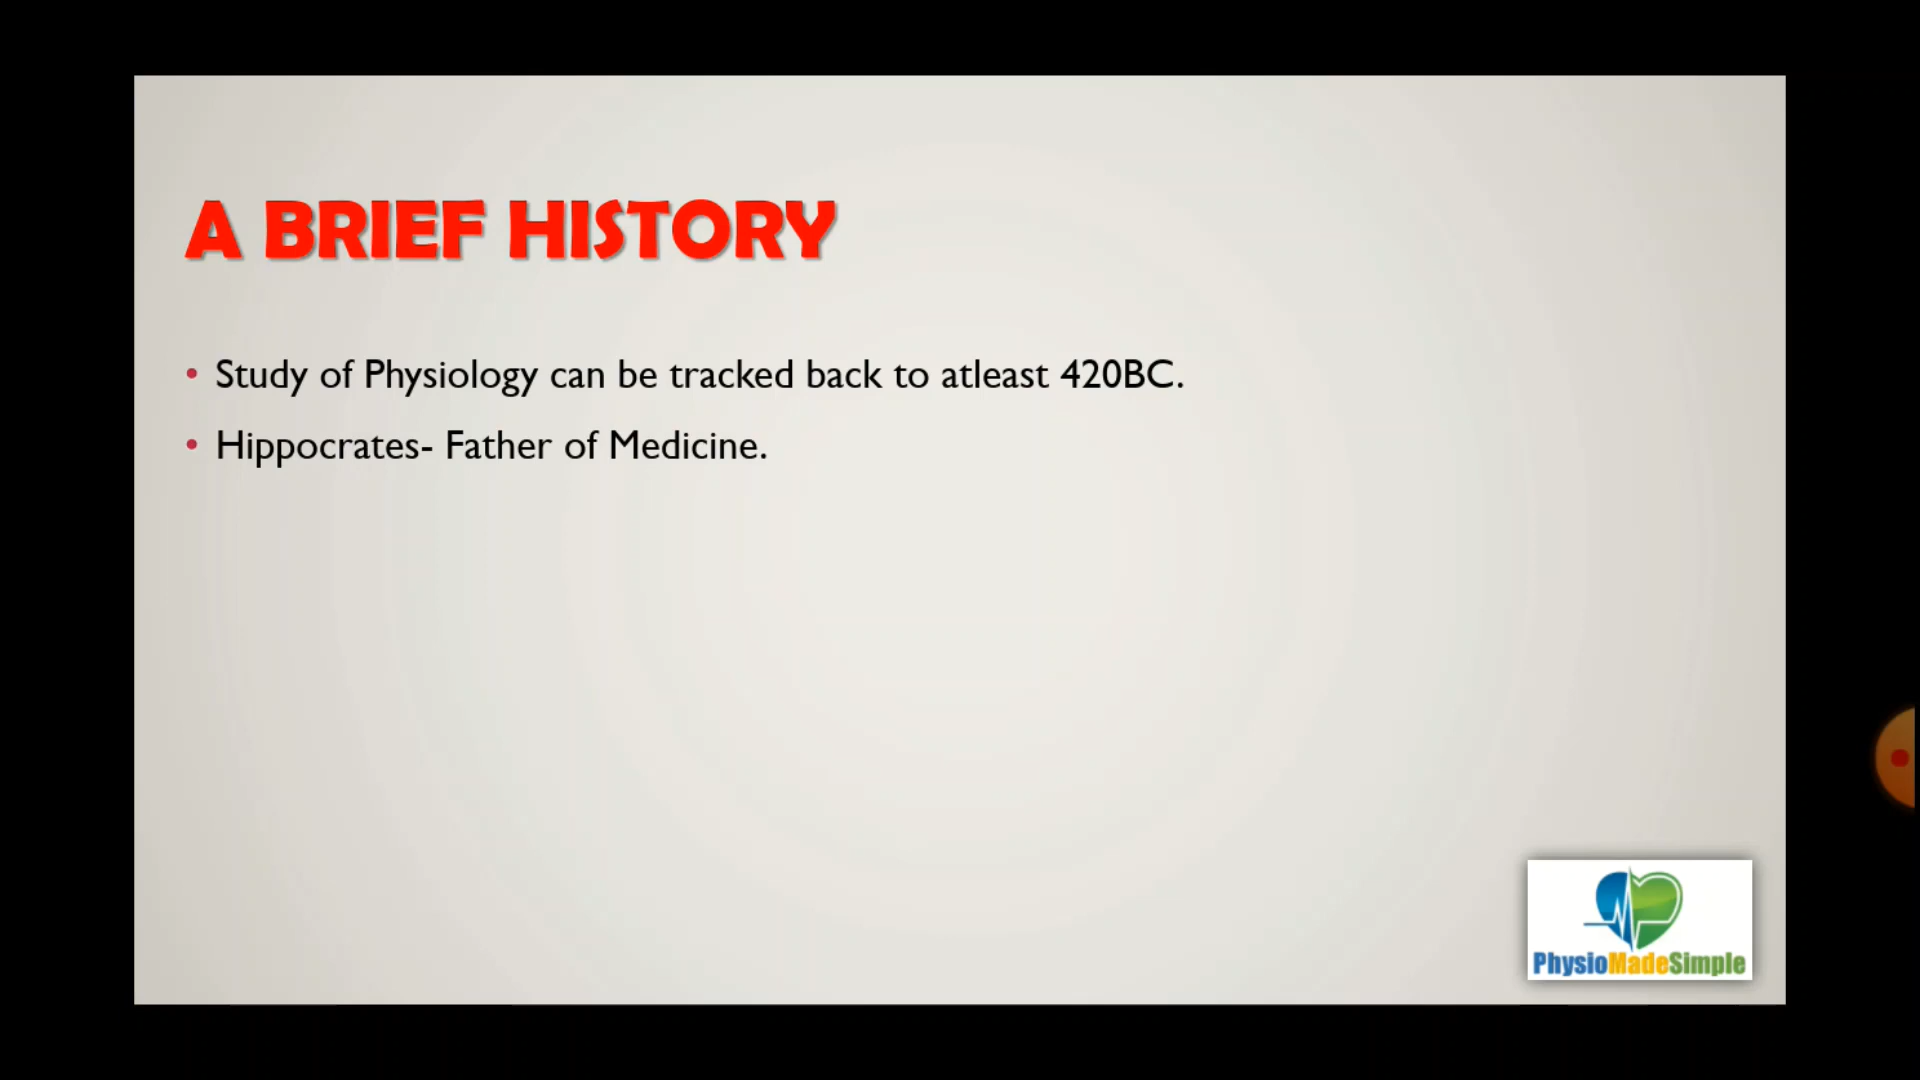 A BRIEF HISTORY
• Study of Physiology can be tracked back to atleast 420BC.
• Hippocrates- Father of Medicine.
PhysioMadeSimple